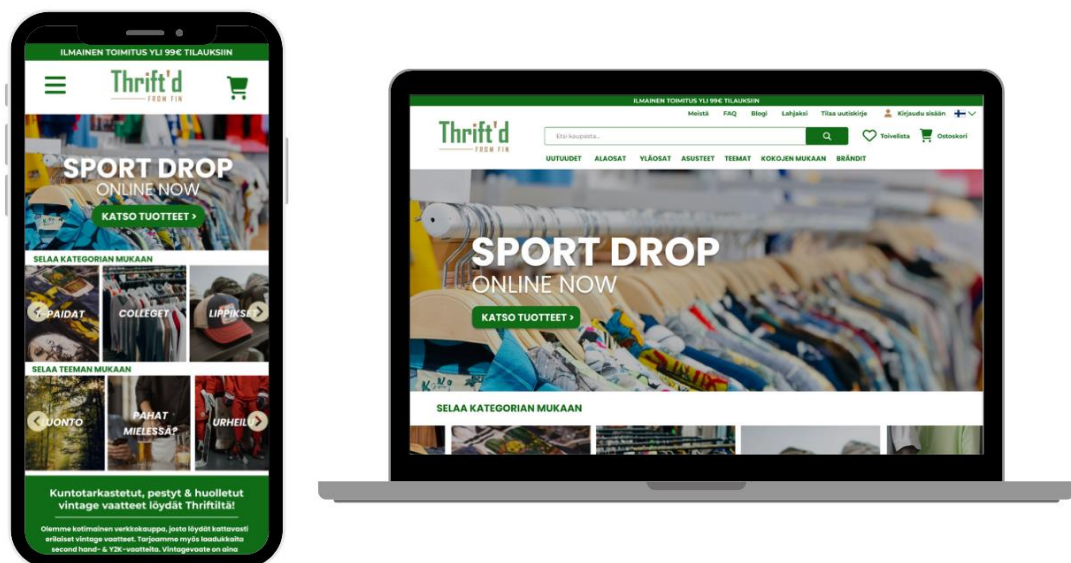 ILMAINEN TOIMITUS YLI 99€ TILAUKSIIN
Thrift'd
FROM FIN
SPORT DROP
ONLINE NOW
KATSO TUOTTEET >
SELAA KATEGORIAN MUKAAN
T-PAIDAT COLLEGET LIPPIKSET
SELAA TEEMAN MUKAAN
LUONTO PAHAT MIELESSÄ? URHEILU
Kuntotarkastetut, pestyt & huolletut
vintage vaatteet löydät Thriftiltä!
Olemme kotimainen verkkokauppa, josta löydät kattavasti
erilaiset vintage vaatteet. Tarjoamme myös laadukkaita
second hand- & Y2K-vaatteita. Vintagevaate on aina
ILMAINEN TOIMITUS YLI 99€ TILAUKSIIN
Meistä FAQ Blogi Lahjaksi Tilaa uutiskirje Kirjaudu sisään
Thrift'd
FROM FIN
Etsi kaupasta...
Toivelista Ostoskori
UUTUUDET ALAOSAT YLÄOSAT ASUSTEET TEEMAT KOKOJEN MUKAAN BRÄNDIT
SPORT DROP
ONLINE NOW
KATSO TUOTTEET >
SELAA KATEGORIAN MUKAAN